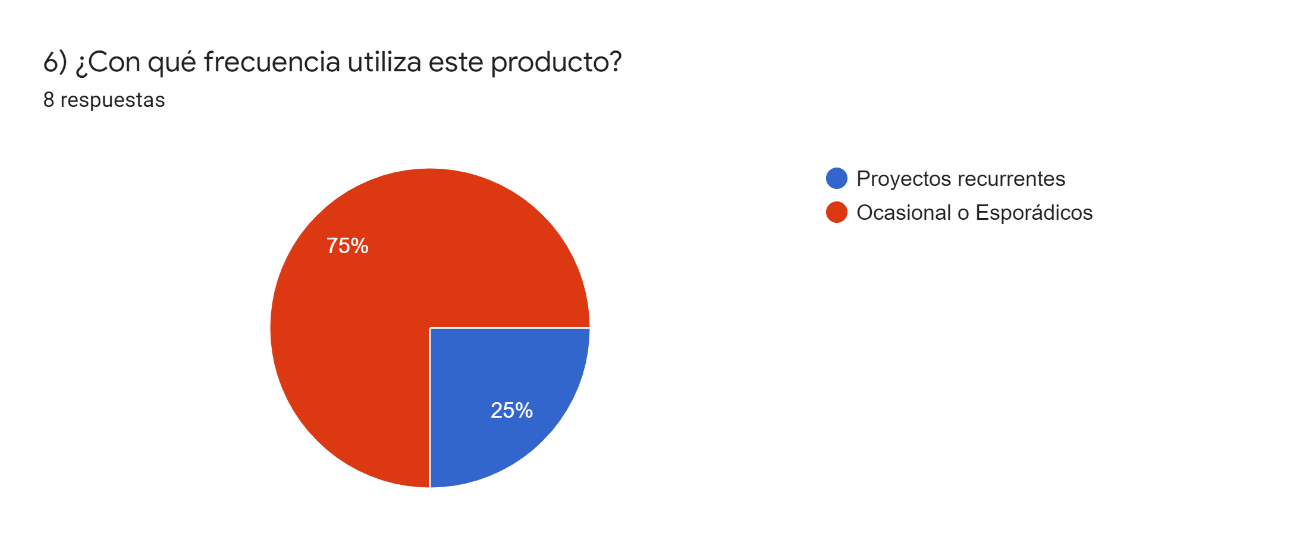 6) ¿Con qué frecuencia utiliza este producto?
8 respuestas
Proyectos recurrentes
Ocasional o Esporádicos
75%
25%